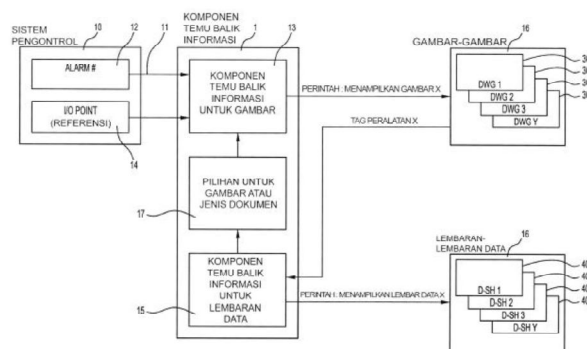 SISTEM
PENGONTROL
10
12
ALARM #
I/O POINT
(REFERENSI)
14
11
KOMPONEN
TEMU BALIK
INFORMASI
1
13
KOMPONEN
TEMU BALIK
INFORMASI
UNTUK GAMBAR
PILIHAN UNTUK
GAMBAR ATAU
JENIS DOKUMEN
17
KOMPONEN
TEMU BALIK
INFORMASI
UNTUK
LEMBARAN
DATA
15
PERINTAH : MENAMPILKAN GAMBAR X
TAG PERALATAN X
PERINTAH : MENAMPILKAN LEMBAR DATA X
GAMBAR-GAMBAR
16
DWG 1
DWG 2
DWG 3
DWG Y
LEMBARAN-
LEMBARAN DATA
16
D-SH 1
D-SH 2
D-SH 3
D-SH Y